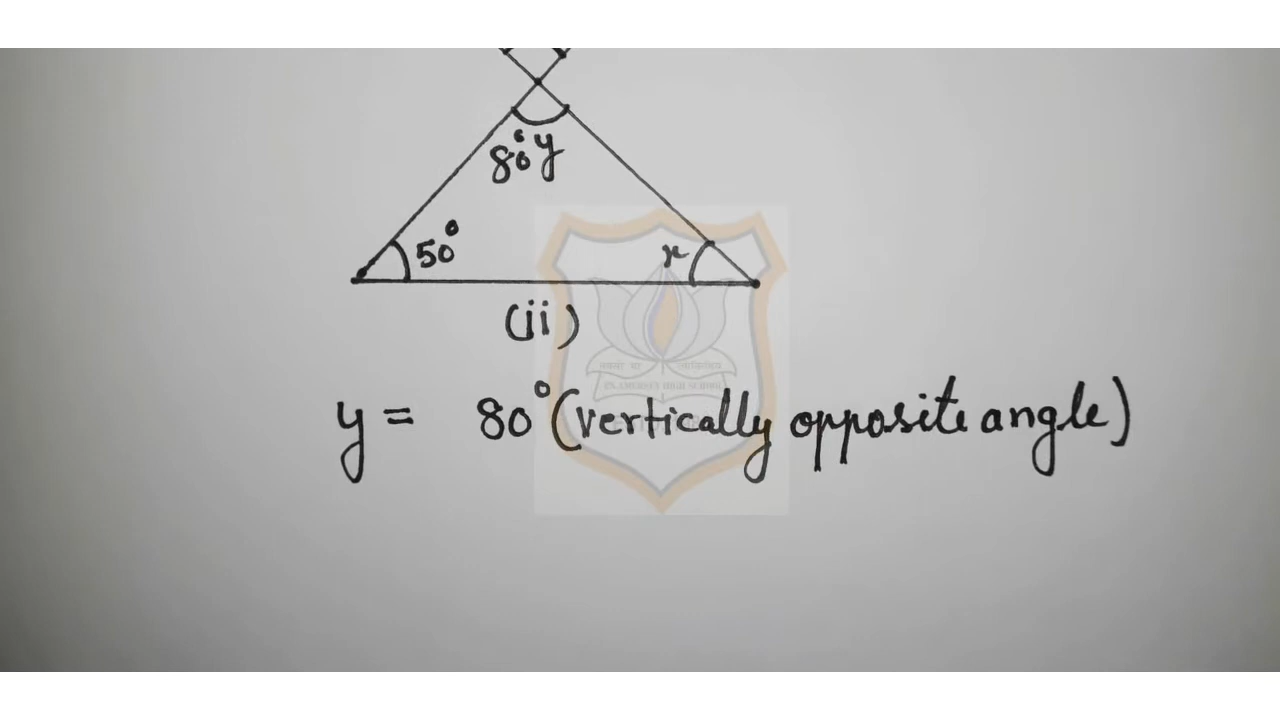 80° y
50°
x
(ii)
y = 80° (vertically opposite angle)